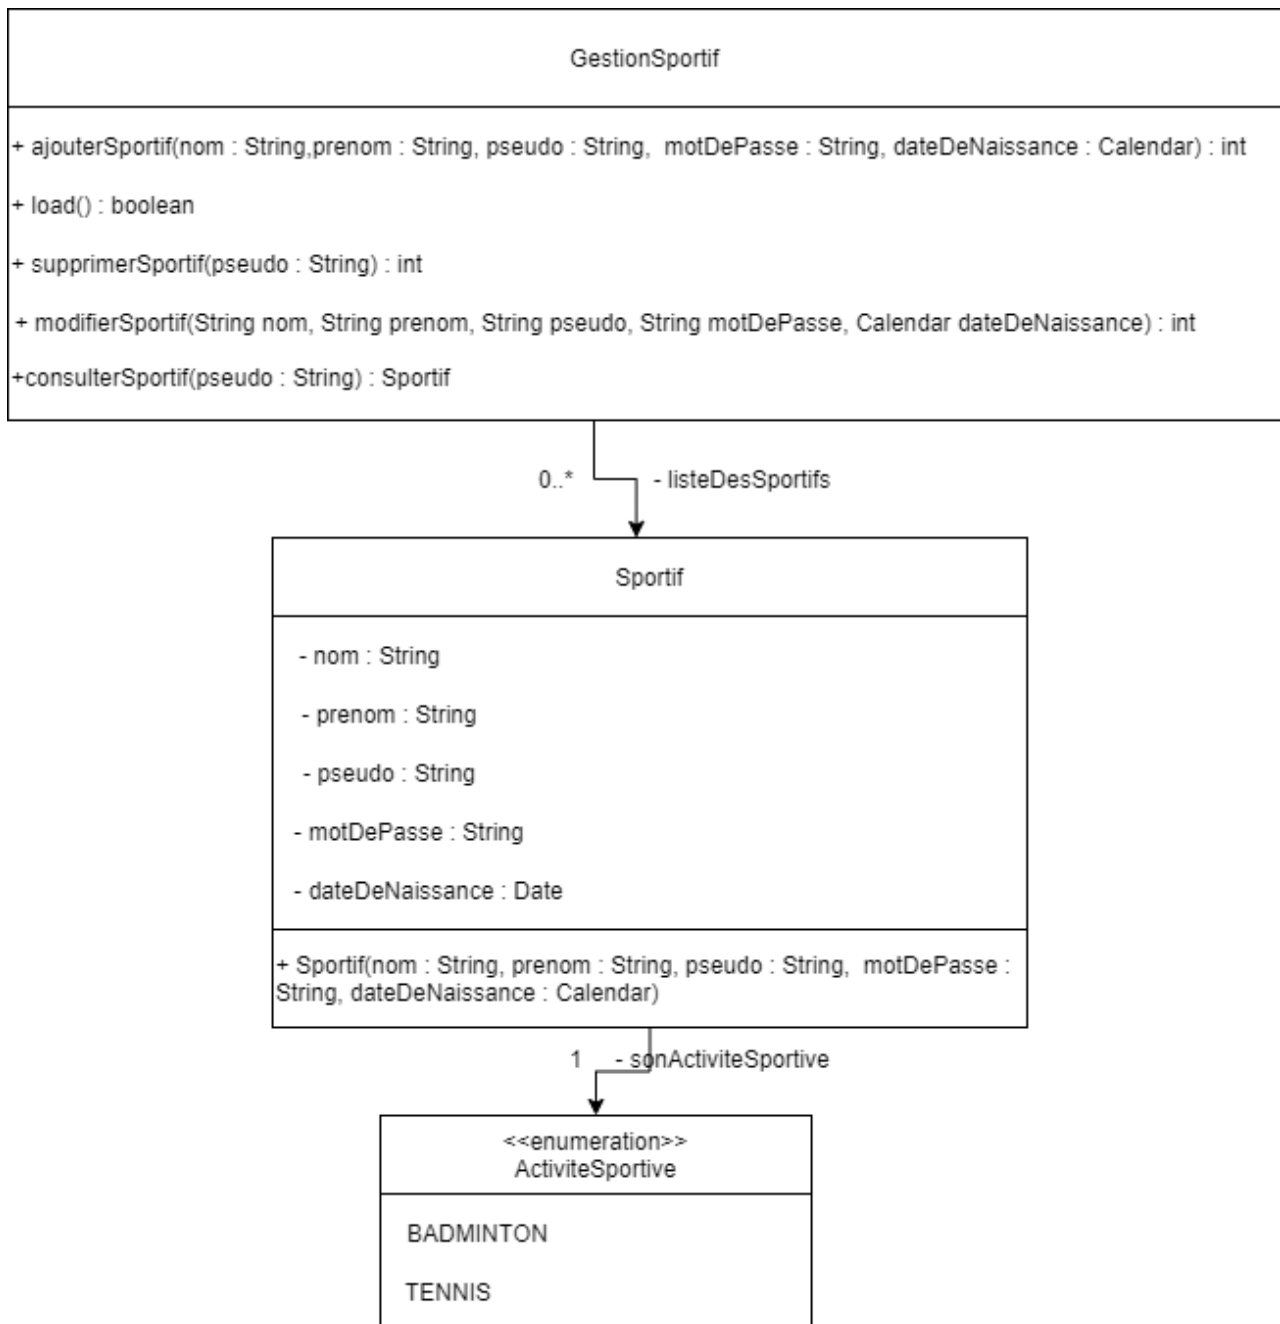 GestionSportif
+ ajouterSportif(nom : String,prenom : String, pseudo : String, motDePasse : String, dateDeNaissance : Calendar) : int
+ load() : boolean
+ supprimerSportif(pseudo : String) : int
+ modifierSportif(String nom, String prenom, String pseudo, String motDePasse, Calendar dateDeNaissance) : int
+consulterSportif(pseudo : String) : Sportif
0..* - listeDesSportifs
Sportif
- nom : String
- prenom : String
- pseudo : String
- motDePasse : String
- dateDeNaissance : Date
+ Sportif(nom : String, prenom : String, pseudo : String, motDePasse :
String, dateDeNaissance : Calendar)
1 - sonActiviteSportive
<<enumeration>>
ActiviteSportive
BADMINTON
TENNIS